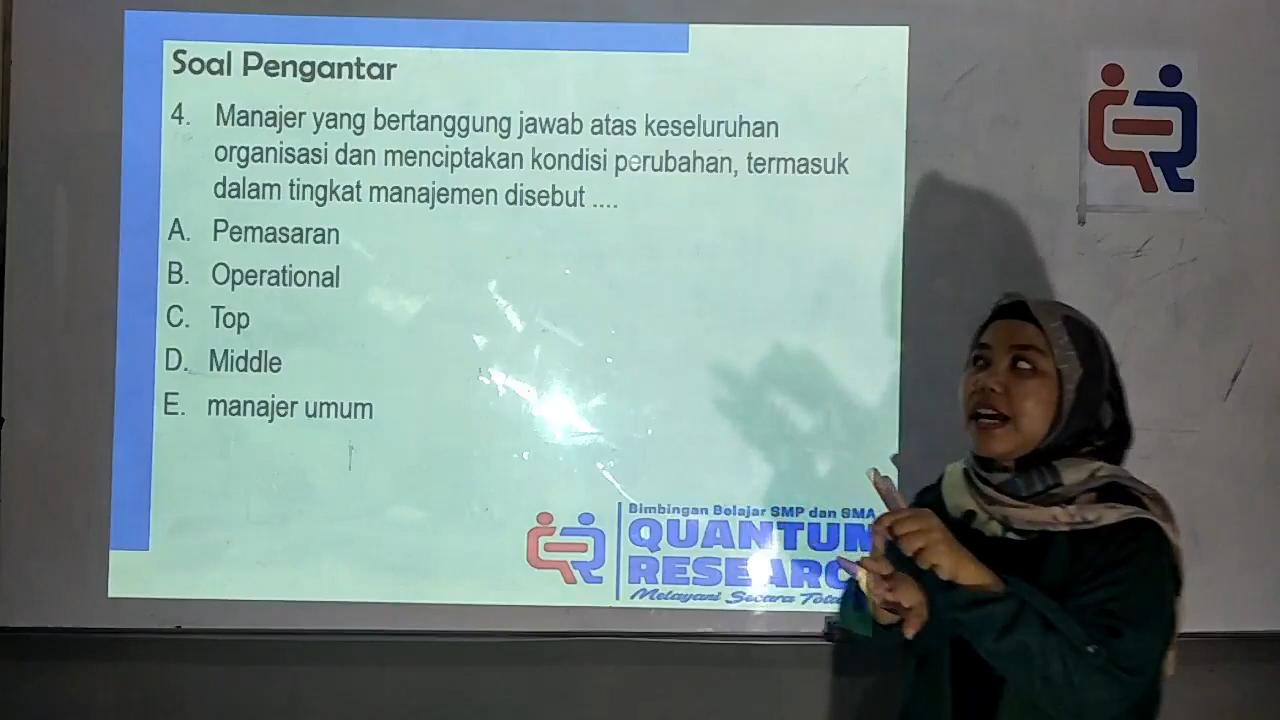 Soal Pengantar
4. Manajer yang bertanggung jawab atas keseluruhan
organisasi dan menciptakan kondisi perubahan, termasuk
dalam tingkat manajemen disebut ....
A. Pemasaran
B. Operational
C. Top
D. Middle
E. manajer umum
Bimbingan Belajar SMP dan SMA
QUANTUM
RESEARC
Melayani Secara Tota